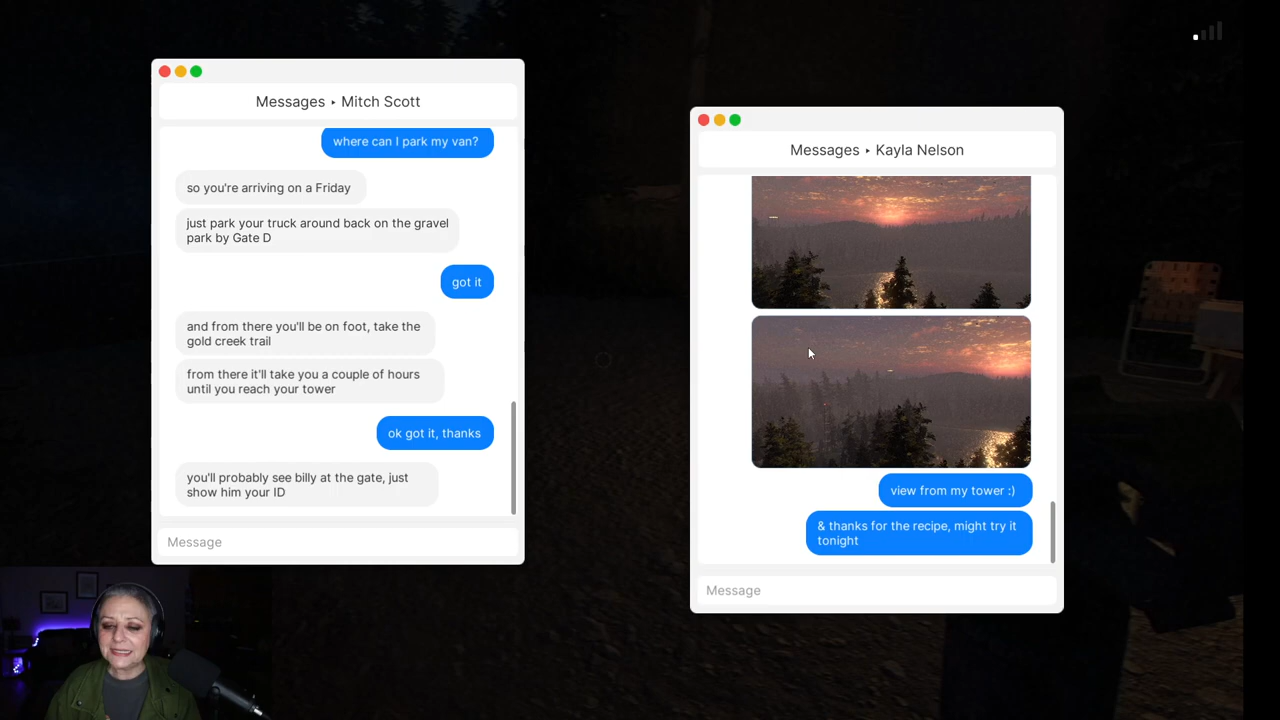 Messages ‣ Mitch Scott
where can I park my van?
so you're arriving on a Friday
just park your truck around back on the gravel
park by Gate D
got it
and from there you'll be on foot, take the
gold creek trail
from there it'll take you a couple of hours
until you reach your tower
ok got it, thanks
you'll probably see billy at the gate, just
show him your ID
Message
Messages ‣ Kayla Nelson
view from my tower :)
& thanks for the recipe, might try it
tonight
Message